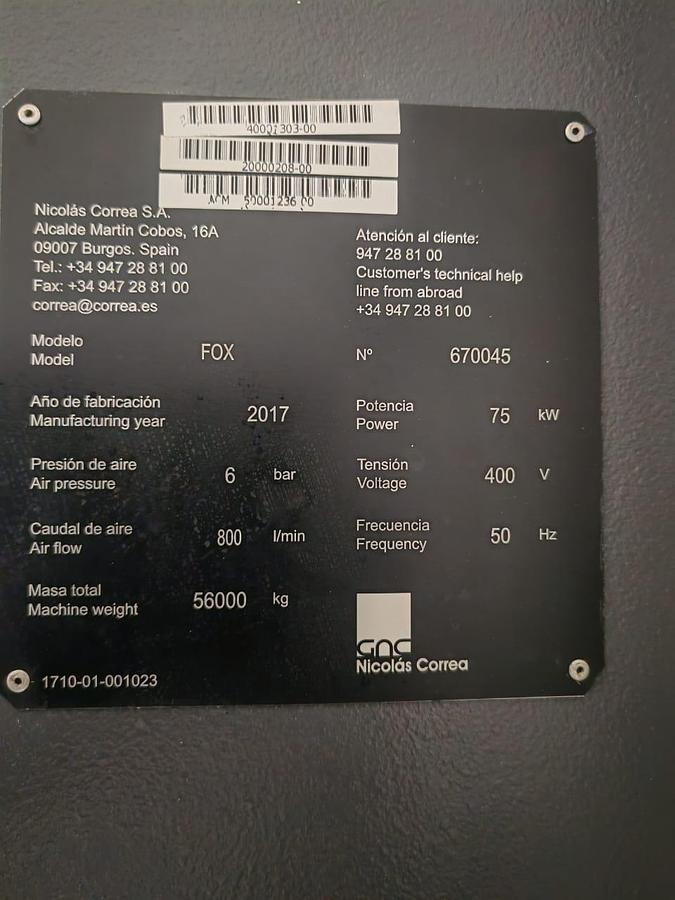 40001303-00
20000208-00
ACM 50001236 00
Nicolás Correa S.A.
Alcalde Martín Cobos, 16A
09007 Burgos. Spain
Tel.: +34 947 28 81 00
Fax: +34 947 28 81 00
correa@correa.es
Atención al cliente:
947 28 81 00
Customer's technical help
line from abroad
+34 947 28 81 00
Modelo
Model FOX
Nº 670045
Año de fabricación
Manufacturing year 2017
Potencia
Power 75 kW
Presión de aire
Air pressure 6 bar
Tensión
Voltage 400 V
Caudal de aire
Air flow 800 l/min
Frecuencia
Frequency 50 Hz
Masa total
Machine weight 56000 kg
GNC
Nicolás Correa
1710-01-001023